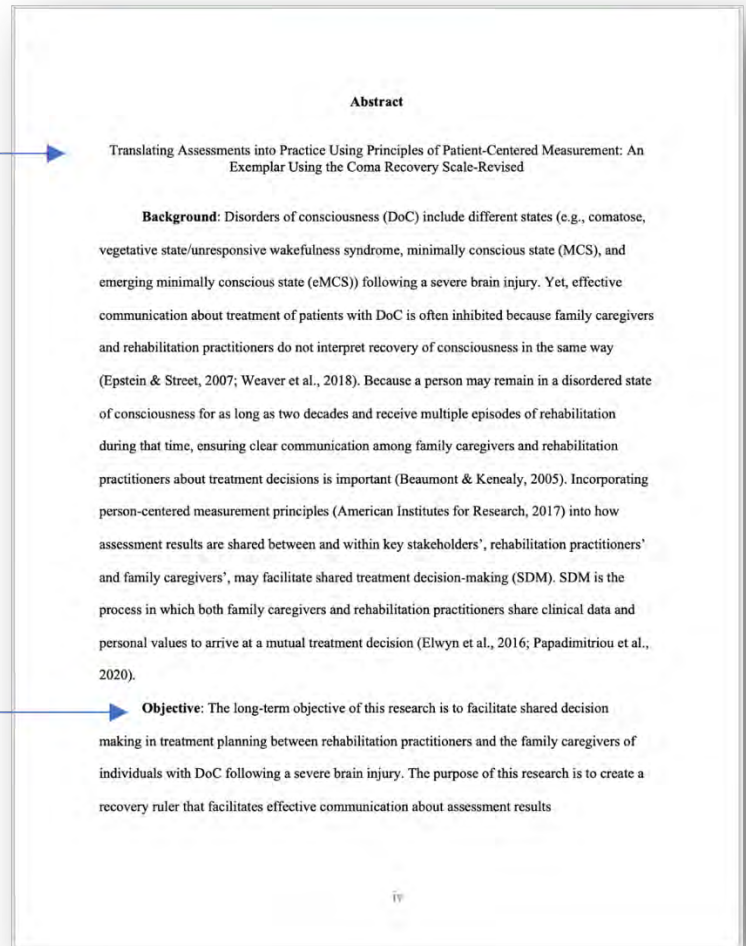 Abstract
Translating Assessments into Practice Using Principles of Patient-Centered Measurement: An
Exemplar Using the Coma Recovery Scale-Revised
Background: Disorders of consciousness (DoC) include different states (e.g., comatose,
vegetative state/unresponsive wakefulness syndrome, minimally conscious state (MCS), and
emerging minimally conscious state (eMCS)) following a severe brain injury. Yet, effective
communication about treatment of patients with DoC is often inhibited because family caregivers
and rehabilitation practitioners do not interpret recovery of consciousness in the same way
(Epstein & Street, 2007; Weaver et al., 2018). Because a person may remain in a disordered state
of consciousness for as long as two decades and receive multiple episodes of rehabilitation
during that time, ensuring clear communication among family caregivers and rehabilitation
practitioners about treatment decisions is important (Beaumont & Kenealy, 2005). Incorporating
person-centered measurement principles (American Institutes for Research, 2017) into how
assessment results are shared between and within key stakeholders’, rehabilitation practitioners’
and family caregivers’, may facilitate shared treatment decision-making (SDM). SDM is the
process in which both family caregivers and rehabilitation practitioners share clinical data and
personal values to arrive at a mutual treatment decision (Elwyn et al., 2016; Papadimitriou et al.,
2020).
Objective: The long-term objective of this research is to facilitate shared decision
making in treatment planning between rehabilitation practitioners and the family caregivers of
individuals with DoC following a severe brain injury. The purpose of this research is to create a
recovery ruler that facilitates effective communication about assessment results
iv